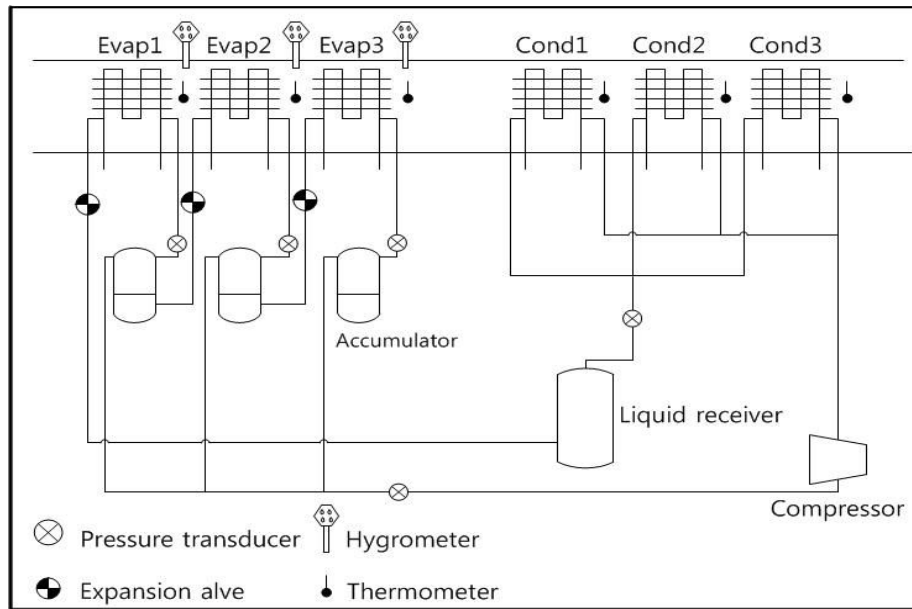 Evap1 Evap2 Evap3 Cond1 Cond2 Cond3
Accumulator
Liquid receiver
Compressor
Pressure transducer Hygrometer
Expansion alve Thermometer